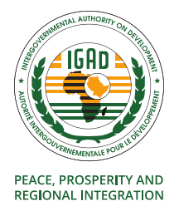 INTERGOVERNMENTAL AUTHORITY ON DEVELOPMENT
IGAD
AUTORITÉ INTERGOUVERNEMENTALE POUR LE DÉVELOPPEMENT
PEACE, PROSPERITY AND
REGIONAL INTEGRATION